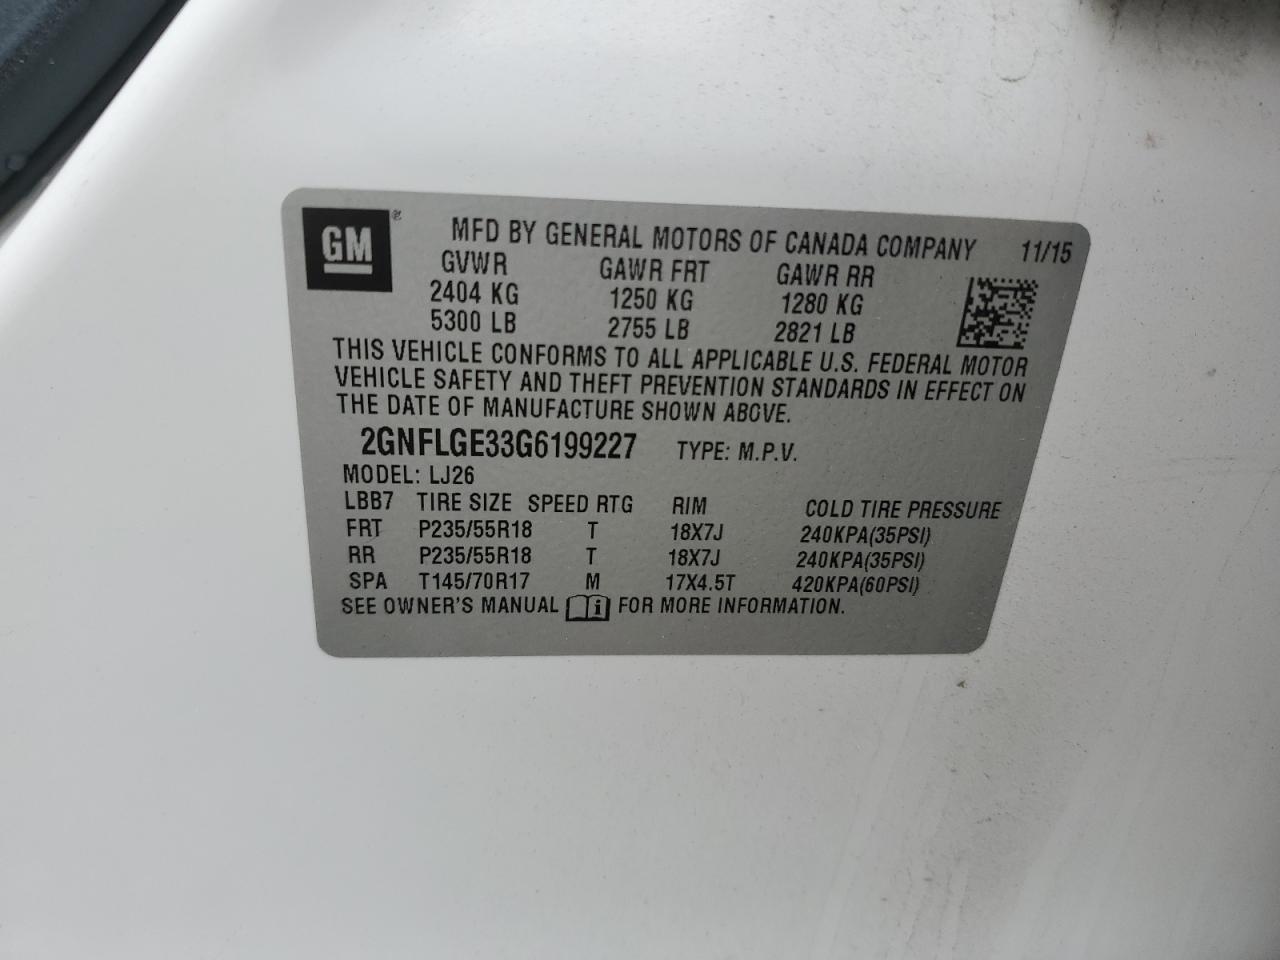 GM ®
MFD BY GENERAL MOTORS OF CANADA COMPANY 11/15
GVWR GAWR FRT GAWR RR
2404 KG 1250 KG 1280 KG
5300 LB 2755 LB 2821 LB
THIS VEHICLE CONFORMS TO ALL APPLICABLE U.S. FEDERAL MOTOR
VEHICLE SAFETY AND THEFT PREVENTION STANDARDS IN EFFECT ON
THE DATE OF MANUFACTURE SHOWN ABOVE.
2GNFLGE33G6199227 TYPE: M.P.V.
MODEL: LJ26
LBB7 TIRE SIZE SPEED RTG RIM COLD TIRE PRESSURE
FRT P235/55R18 T 18X7J 240KPA(35PSI)
RR P235/55R18 T 18X7J 240KPA(35PSI)
SPA T145/70R17 M 17X4.5T 420KPA(60PSI)
SEE OWNER'S MANUAL i FOR MORE INFORMATION.